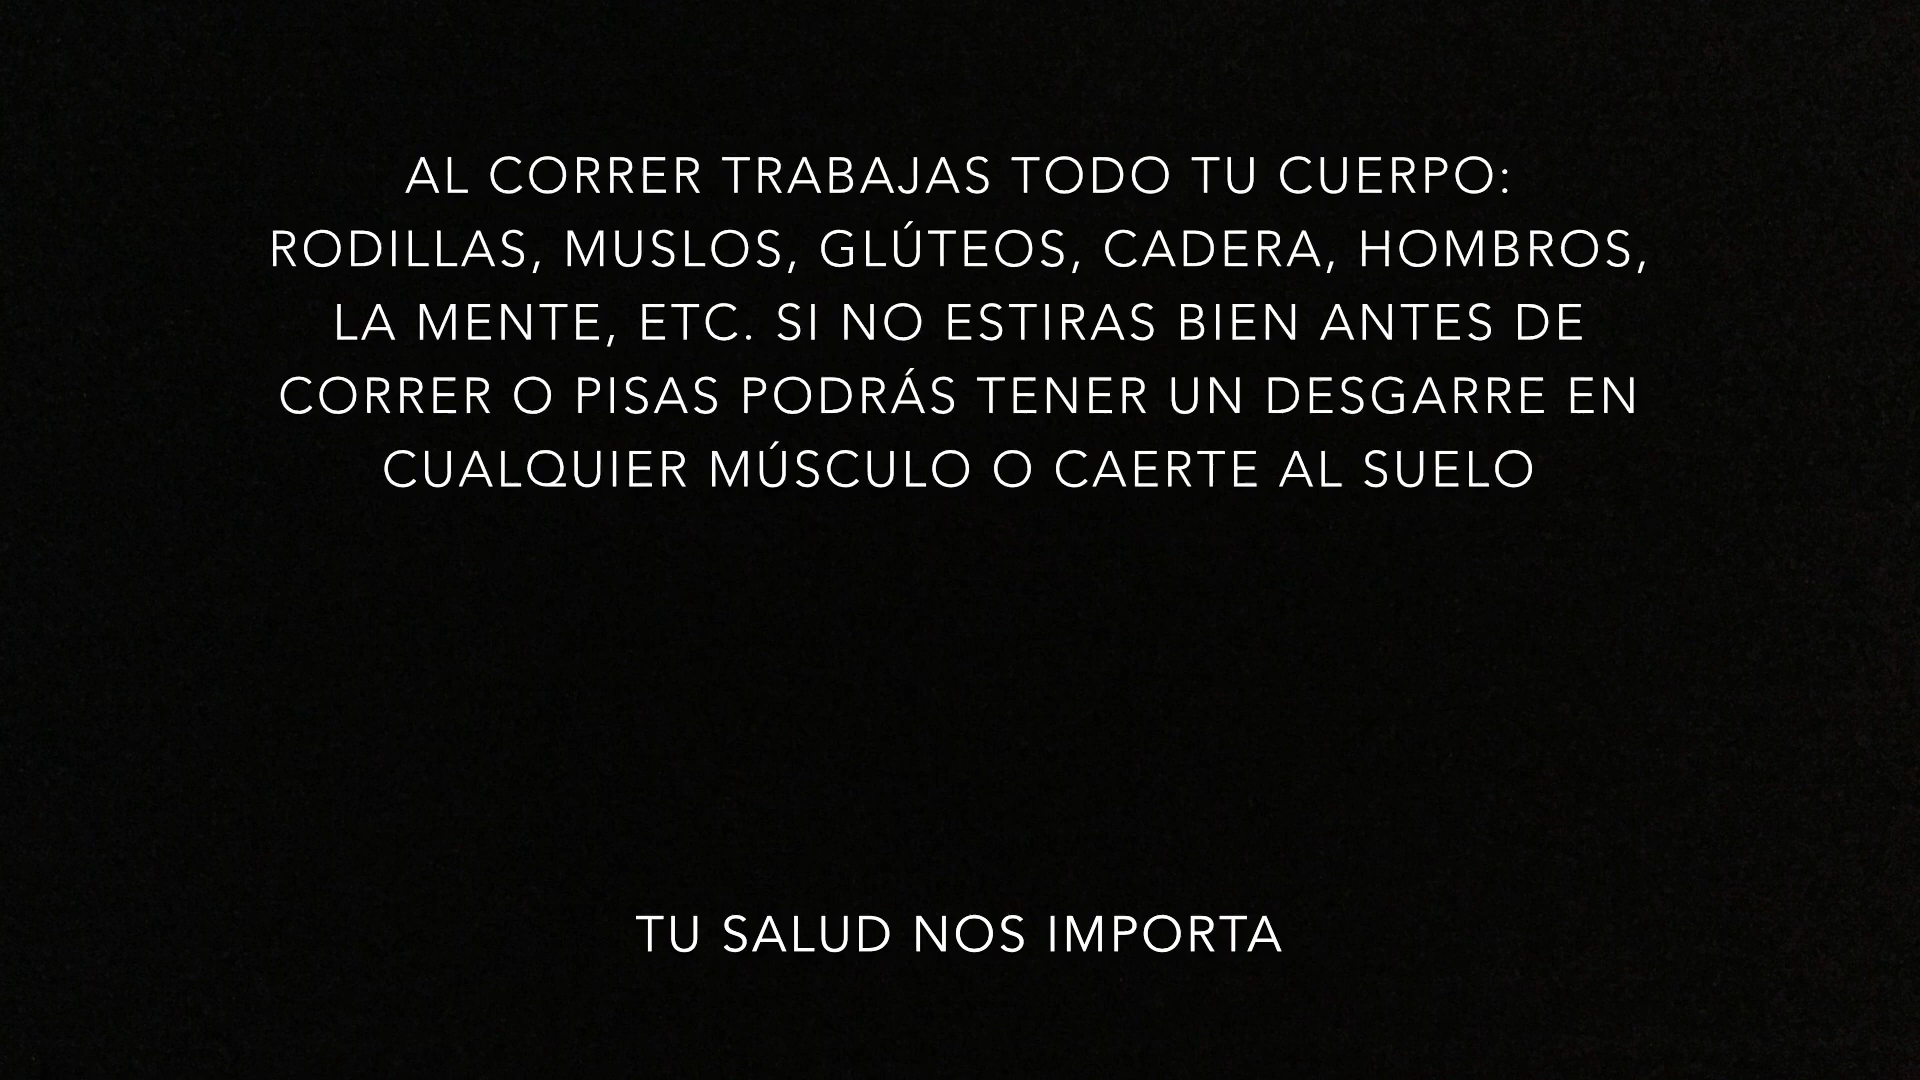 AL CORRER TRABAJAS TODO TU CUERPO:
RODILLAS, MUSLOS, GLÚTEOS, CADERA, HOMBROS,
LA MENTE, ETC. SI NO ESTIRAS BIEN ANTES DE
CORRER O PISAS PODRÁS TENER UN DESGARRE EN
CUALQUIER MÚSCULO O CAERTE AL SUELO
TU SALUD NOS IMPORTA